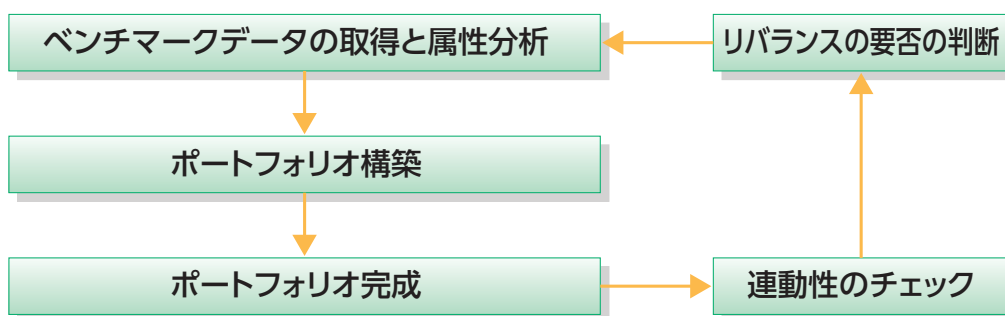 ベンチマークデータの取得と属性分析
リバランスの要否の判断
ポートフォリオ構築
ポートフォリオ完成
連動性のチェック